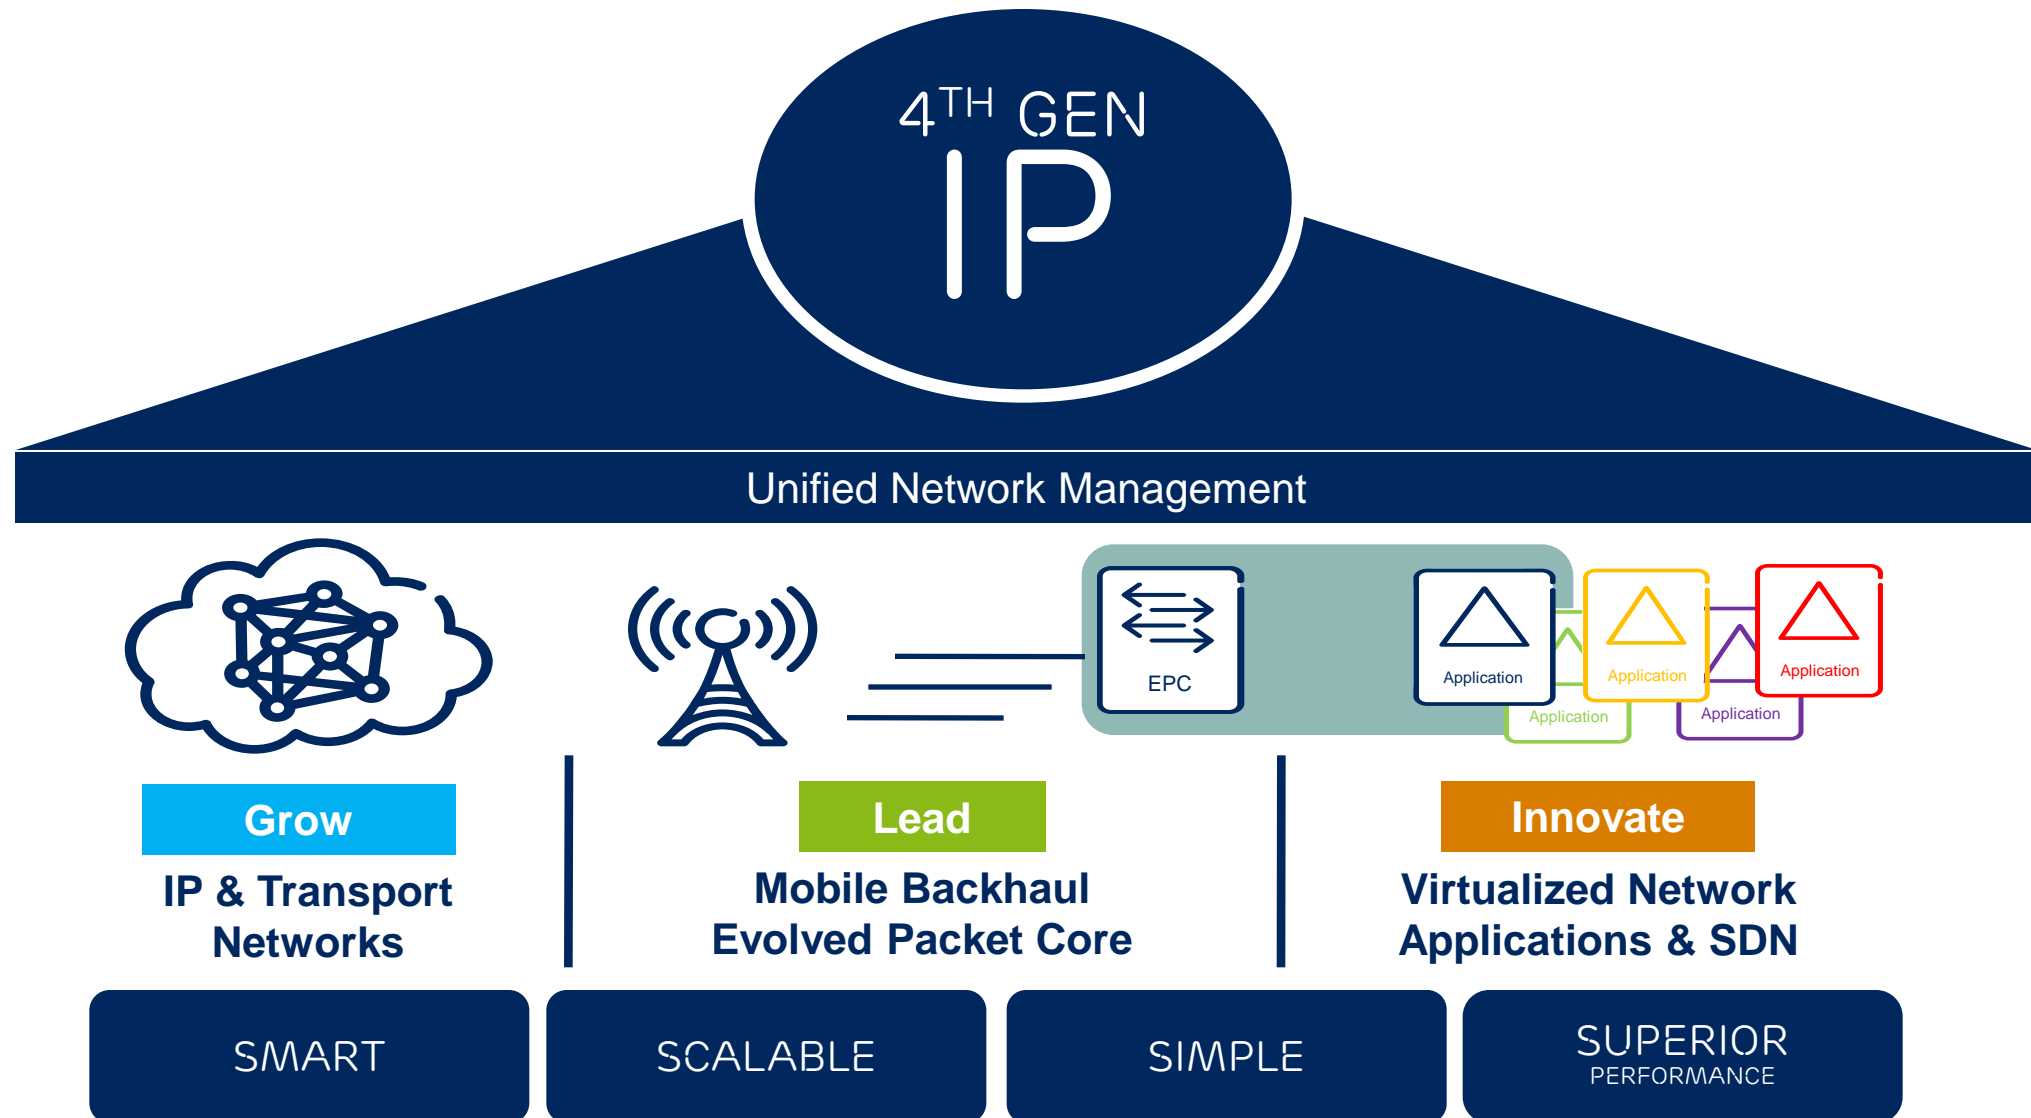 4TH GEN
IP
Unified Network Management
EPC
Application
Application
Application
Application
Application
Grow
IP & Transport
Networks
Lead
Mobile Backhaul
Evolved Packet Core
Innovate
Virtualized Network
Applications & SDN
SMART
SCALABLE
SIMPLE
SUPERIOR
PERFORMANCE